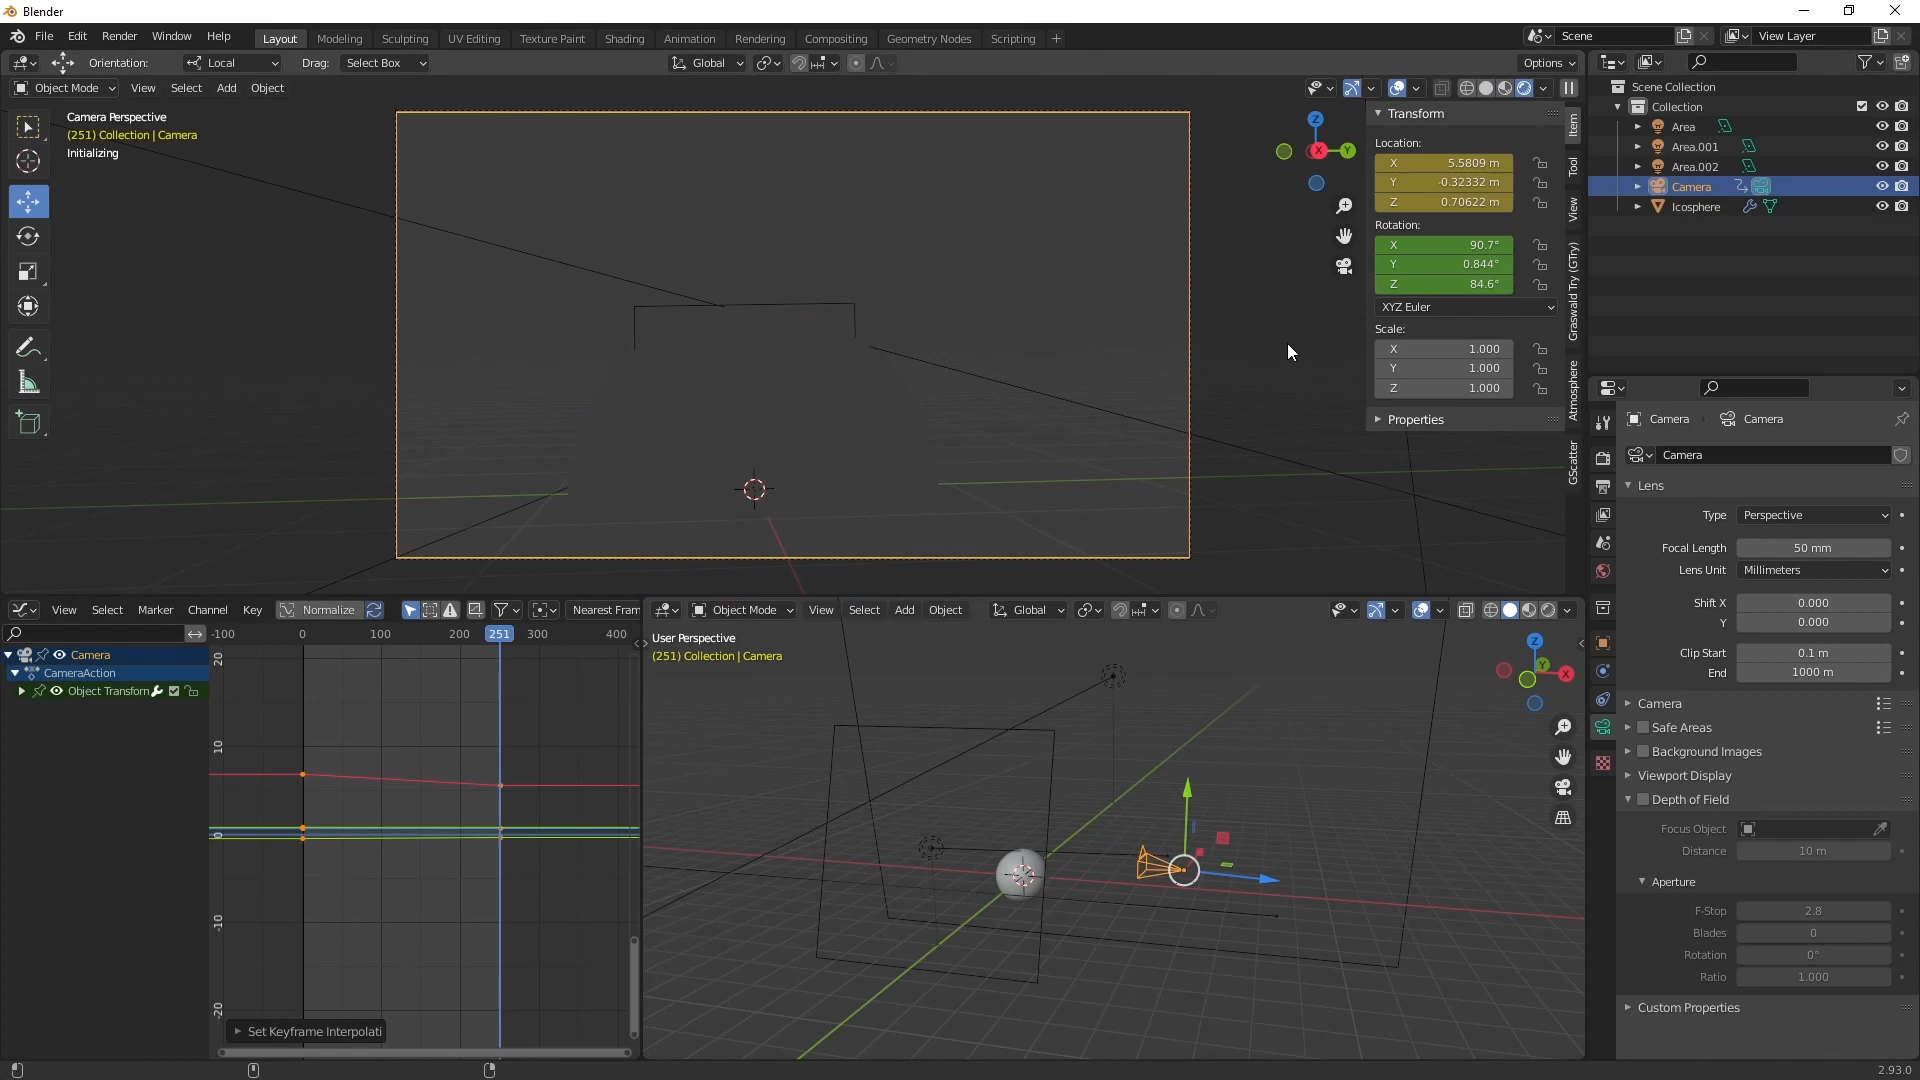 Blender
File Edit Render Window Help
Layout Modeling Sculpting UV Editing Texture Paint Shading Animation Rendering Compositing Geometry Nodes Scripting +
Scene
View Layer
Orientation: Local Drag: Select Box
Global
Options
Object Mode View Select Add Object
Camera Perspective
(251) Collection | Camera
Initializing
Z
X
Y
Transform
Location:
X 5.5809 m
Y -0.32332 m
Z 0.70622 m
Rotation:
X 90.7°
Y 0.844°
Z 84.6°
XYZ Euler
Scale:
X 1.000
Y 1.000
Z 1.000
Properties
Item
Tool
View
Graswald Try (GTry)
Atmosphere
GScatter
Scene Collection
Collection
Area
Area.001
Area.002
Camera
Icosphere
Camera Camera
Camera
Lens
Type Perspective
Focal Length 50 mm
Lens Unit Millimeters
Shift X 0.000
Y 0.000
Clip Start 0.1 m
End 1000 m
Camera
Safe Areas
Background Images
Viewport Display
Depth of Field
Focus Object
Distance 10 m
Aperture
F-Stop 2.8
Blades 0
Rotation 0°
Ratio 1.000
Custom Properties
View Select Marker Channel Key Normalize Nearest Fram
-100 0 100 200 251 300 400
Camera
CameraAction
Object Transform
20
10
0
-10
-20
Set Keyframe Interpolati
Object Mode View Select Add Object Global
User Perspective
(251) Collection | Camera
Z
Y
X
2.93.0